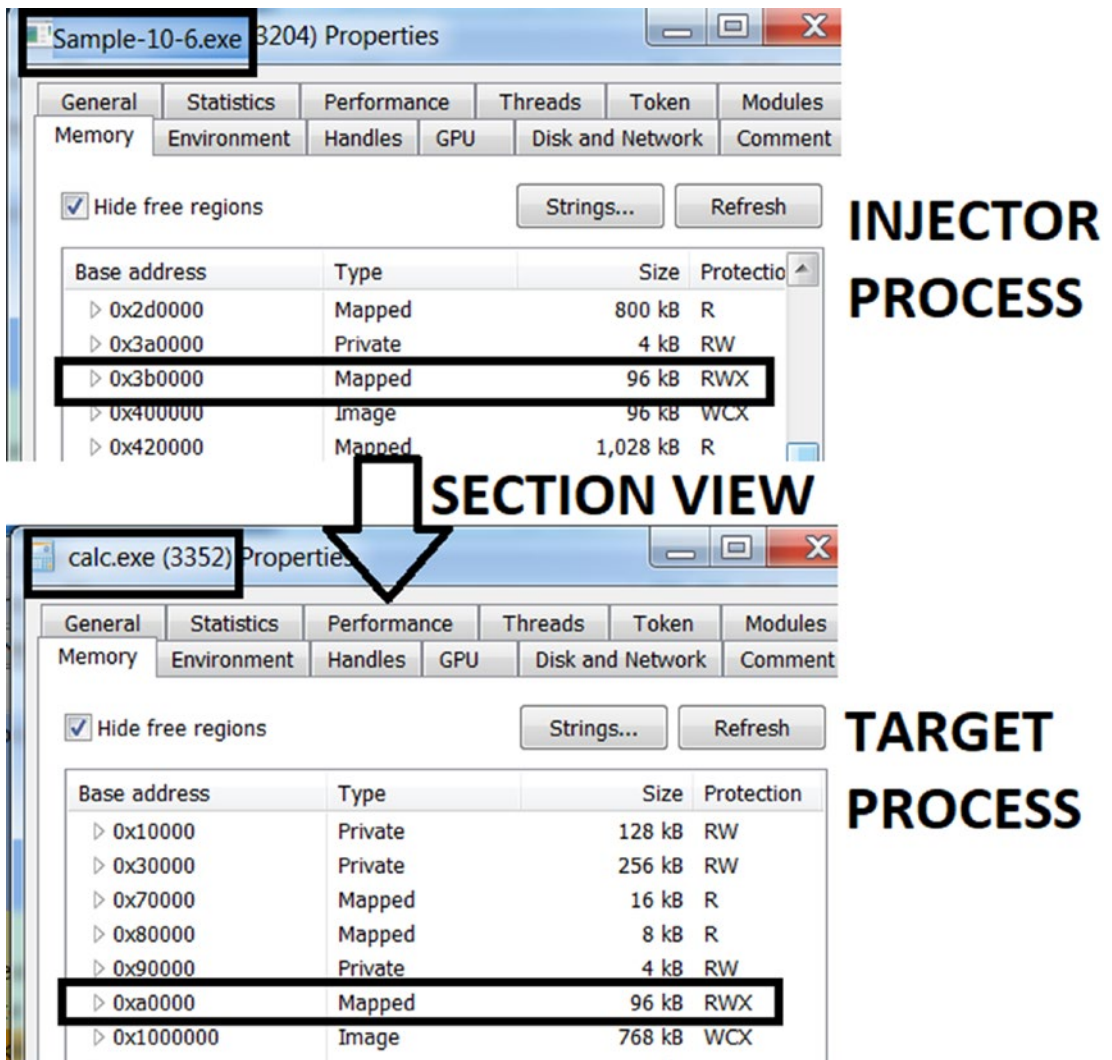 Sample-10-6.exe (3204) Properties
General Statistics Performance Threads Token Modules
Memory Environment Handles GPU Disk and Network Comment
Hide free regions Strings... Refresh
INJECTOR
PROCESS
Base address Type Size Protectio
0x2d0000 Mapped 800 kB R
0x3a0000 Private 4 kB RW
0x3b0000 Mapped 96 kB RWX
0x400000 Image 96 kB WCX
0x420000 Mapped 1,028 kB R
SECTION VIEW
calc.exe (3352) Properties
General Statistics Performance Threads Token Modules
Memory Environment Handles GPU Disk and Network Comment
Hide free regions Strings... Refresh
TARGET
PROCESS
Base address Type Size Protection
0x10000 Private 128 kB RW
0x30000 Private 256 kB RW
0x70000 Mapped 16 kB R
0x80000 Mapped 8 kB R
0x90000 Private 4 kB RW
0xa0000 Mapped 96 kB RWX
0x1000000 Image 768 kB WCX